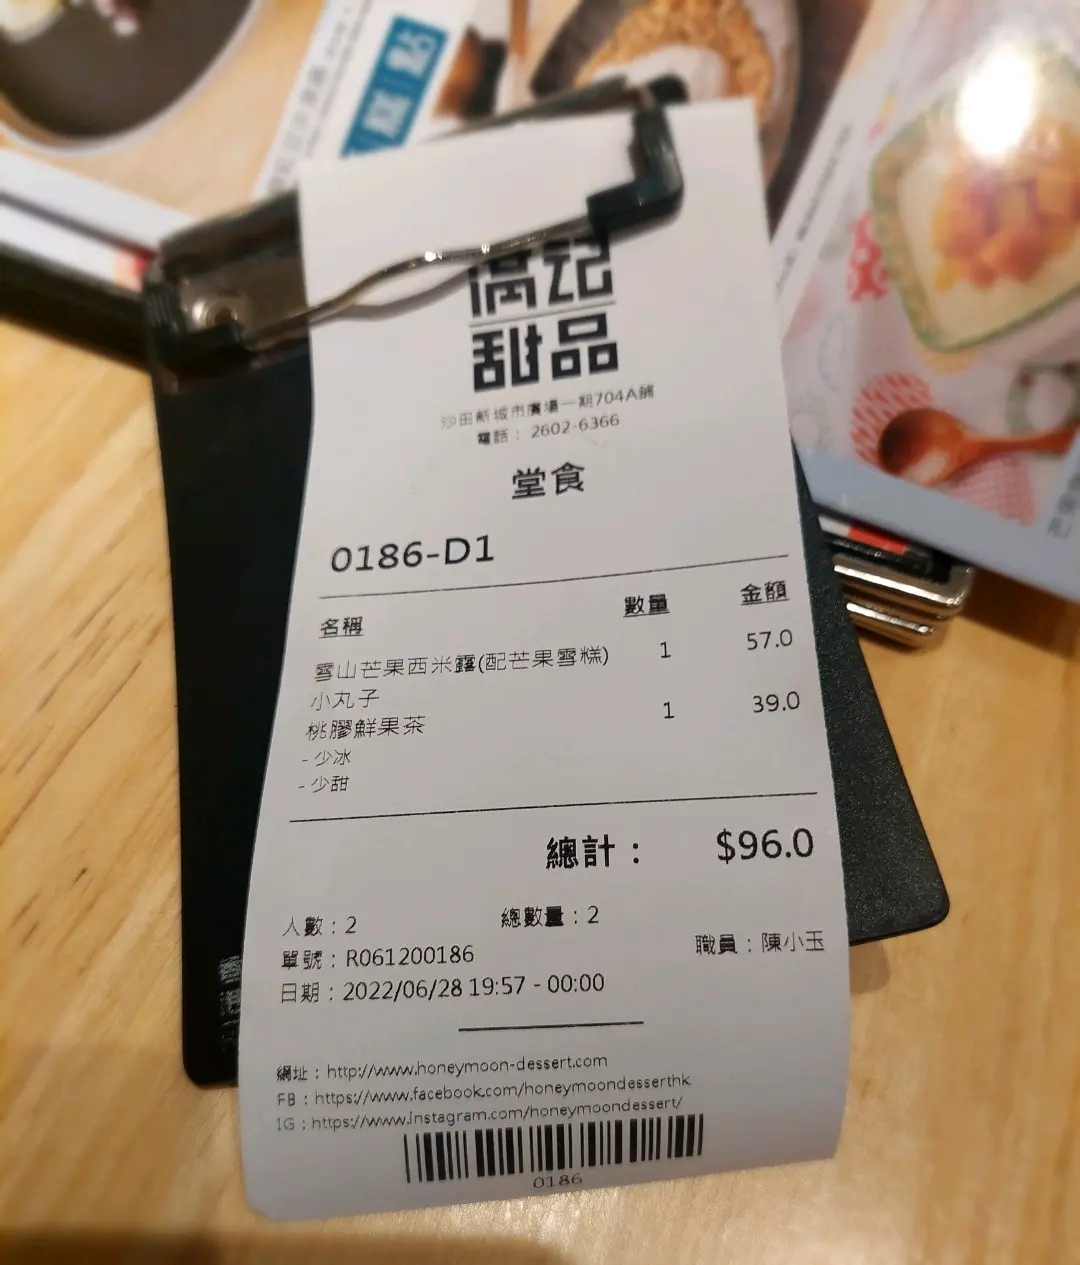 糕點
滿記
甜品
沙田新城市廣場一期704A鋪
電話： 2602-6366
堂食
0186-D1
名稱 數量 金額
雪山芒果西米露(配芒果雪糕) 1 57.0
小丸子
桃膠鮮果茶 1 39.0
- 少冰
- 少甜
總計： $96.0
人數：2 總數量：2
單號：R061200186 職員：陳小玉
日期：2022/06/28 19:57 - 00:00
網址：http://www.honeymoon-dessert.com
FB：https://www.facebook.com/honeymoondesserthk
IG：https://www.instagram.com/honeymoondessert/
0186